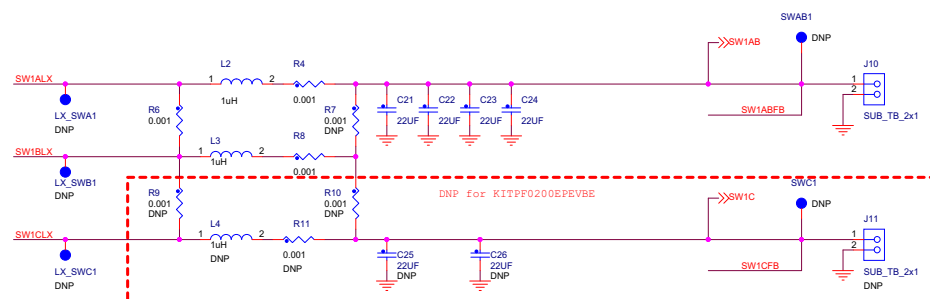 SWAB1
DNP
SW1AB
SW1ALX
L2
1 2
1uH
R4
0.001
LX_SWA1
DNP
R6
0.001
R7
0.001
DNP
C21
22UF
C22
22UF
C23
22UF
C24
22UF
SW1ABFB
J10
1
2
SUB_TB_2x1
SW1BLX
L3
1uH
R8
0.001
LX_SWB1
DNP
R9
0.001
DNP
R10
0.001
DNP
DNP for KITPF0200EPEVBE
SWC1
DNP
SW1C
SW1CLX
L4
1 2
1uH
DNP
R11
0.001
DNP
LX_SWC1
DNP
C25
22UF
DNP
C26
22UF
DNP
SW1CFB
J11
1
2
SUB_TB_2x1
DNP